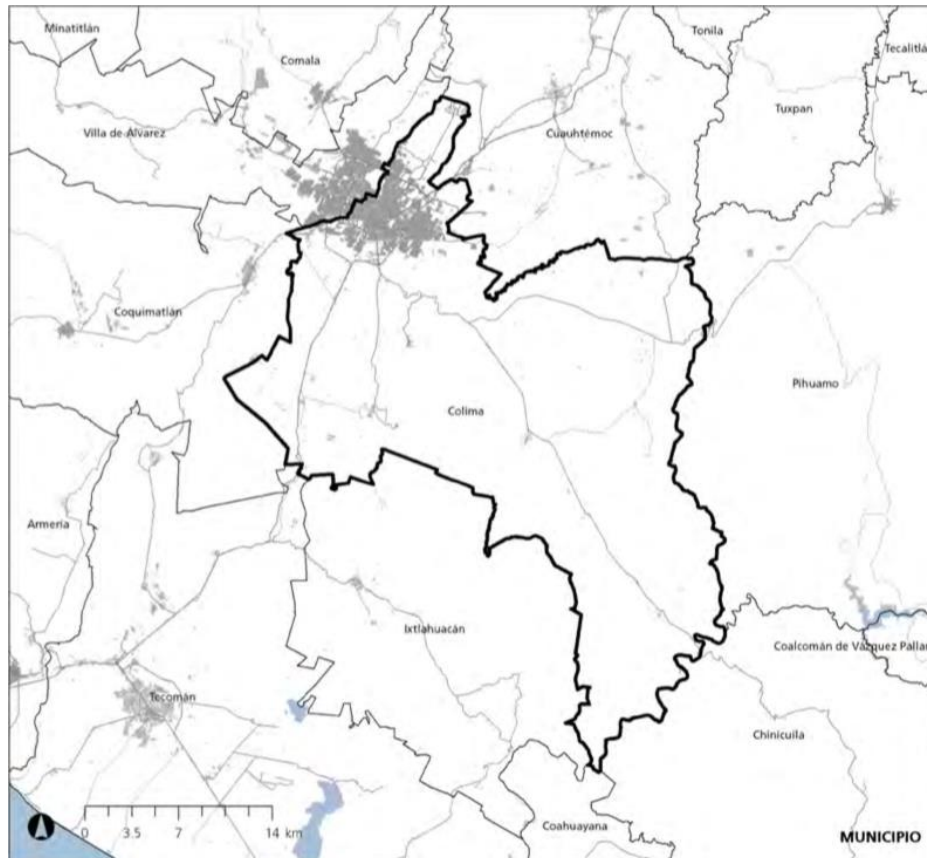 Minatitlán
Tonila
Tecalitlá
Comala
Tuxpan
Villa de Álvarez
Cuauhtémoc
Coquimatlán
Pihuamo
Colima
Armería
Ixtlahuacán
Coalcomán de Vázquez Pallar
Tecomán
Chinicuila
0 3.5 7 14 km
Coahuayana
MUNICIPIO